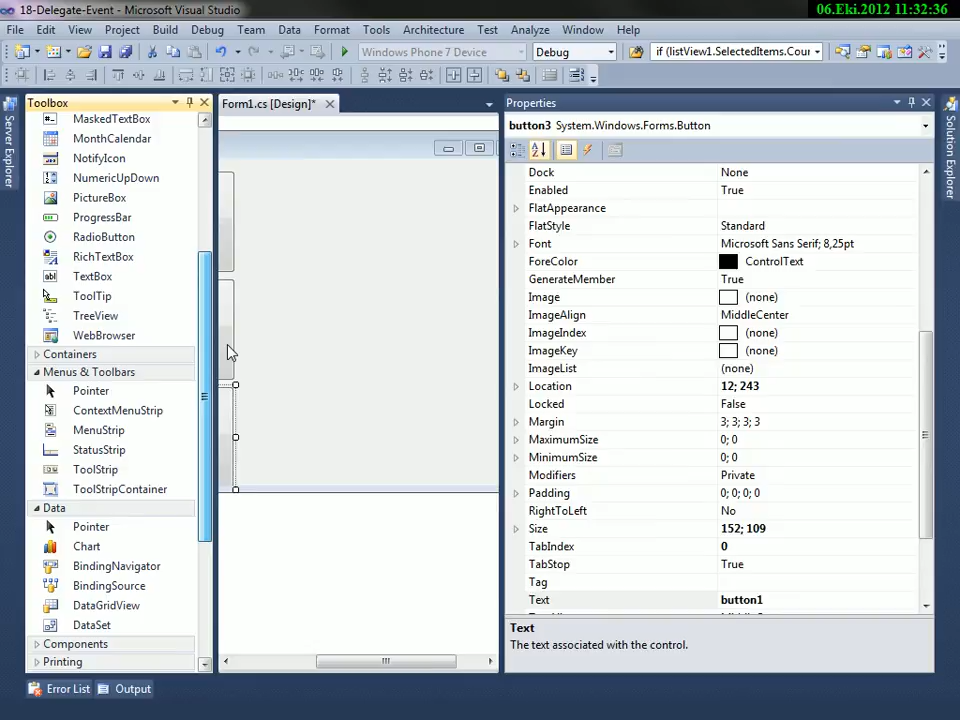 18-Delegate-Event - Microsoft Visual Studio
06.Eki.2012 11:32:36
File Edit View Project Build Debug Team Data Format Tools Architecture Test Analyze Window Help
Windows Phone 7 Device Debug if (listView1.SelectedItems.Cour
Toolbox
Form1.cs [Design]*
Properties
Server Explorer
Solution Explorer
MaskedTextBox
MonthCalendar
NotifyIcon
NumericUpDown
PictureBox
ProgressBar
RadioButton
RichTextBox
TextBox
ToolTip
TreeView
WebBrowser
Containers
Menus & Toolbars
Pointer
ContextMenuStrip
MenuStrip
StatusStrip
ToolStrip
ToolStripContainer
Data
Pointer
Chart
BindingNavigator
BindingSource
DataGridView
DataSet
Components
Printing
button3 System.Windows.Forms.Button
Dock None
Enabled True
FlatAppearance
FlatStyle Standard
Font Microsoft Sans Serif; 8,25pt
ForeColor ControlText
GenerateMember True
Image (none)
ImageAlign MiddleCenter
ImageIndex (none)
ImageKey (none)
ImageList (none)
Location 12; 243
Locked False
Margin 3; 3; 3; 3
MaximumSize 0; 0
MinimumSize 0; 0
Modifiers Private
Padding 0; 0; 0; 0
RightToLeft No
Size 152; 109
TabIndex 0
TabStop True
Tag
Text button1
Text
The text associated with the control.
Error List Output